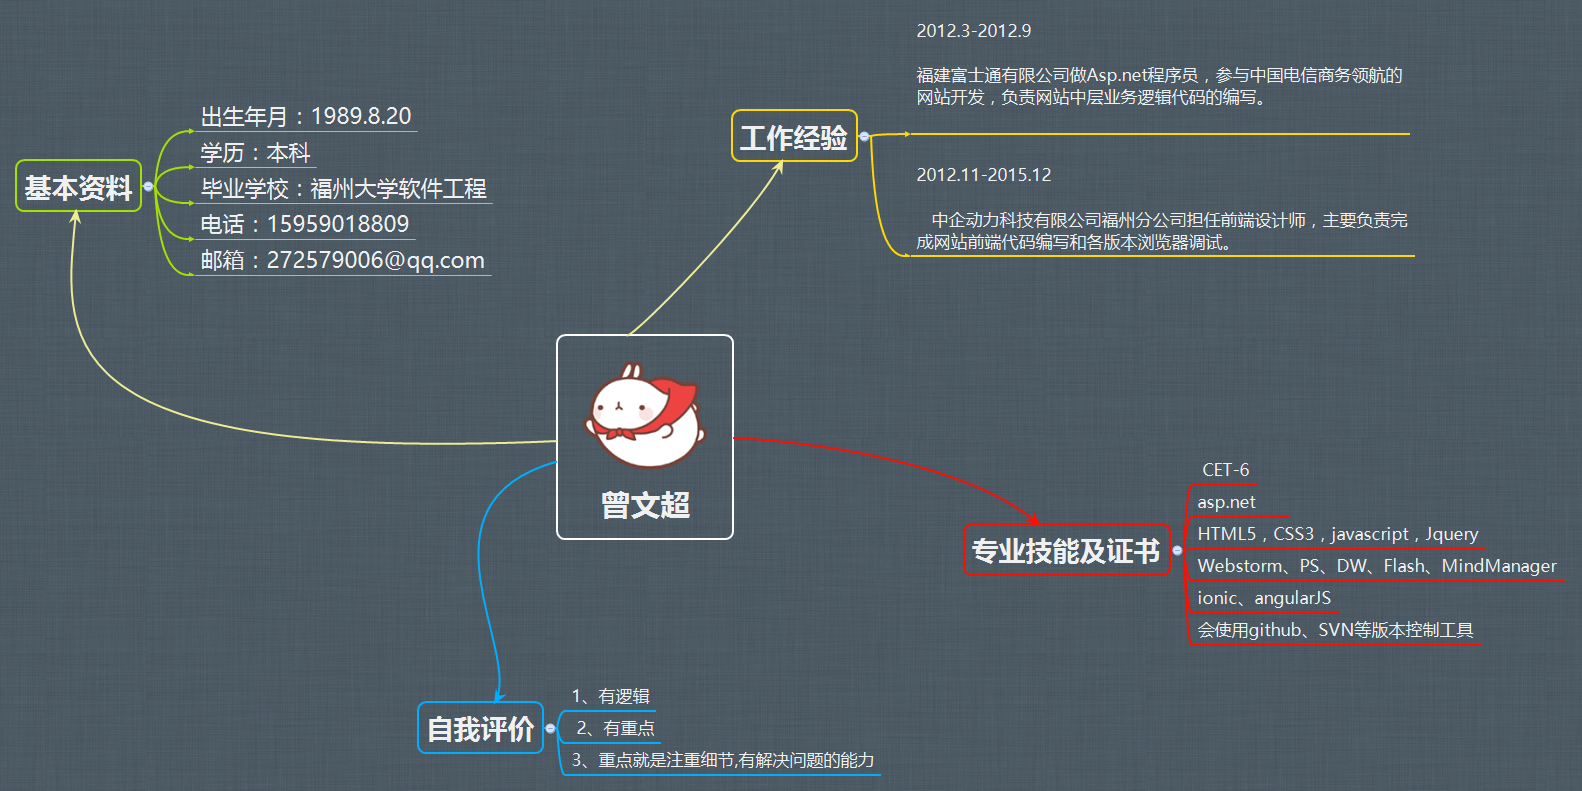 基本资料
出生年月：1989.8.20
学历：本科
毕业学校：福州大学软件工程
电话：15959018809
邮箱：272579006@qq.com
工作经验
2012.3-2012.9
福建富士通有限公司做Asp.net程序员，参与中国电信商务领航的
网站开发，负责网站中层业务逻辑代码的编写。
2012.11-2015.12
中企动力科技有限公司福州分公司担任前端设计师，主要负责完
成网站前端代码编写和各版本浏览器调试。
曾文超
专业技能及证书
CET-6
asp.net
HTML5，CSS3，javascript，Jquery
Webstorm、PS、DW、Flash、MindManager
ionic、angularJS
会使用github、SVN等版本控制工具
自我评价
1、有逻辑
2、有重点
3、重点就是注重细节,有解决问题的能力